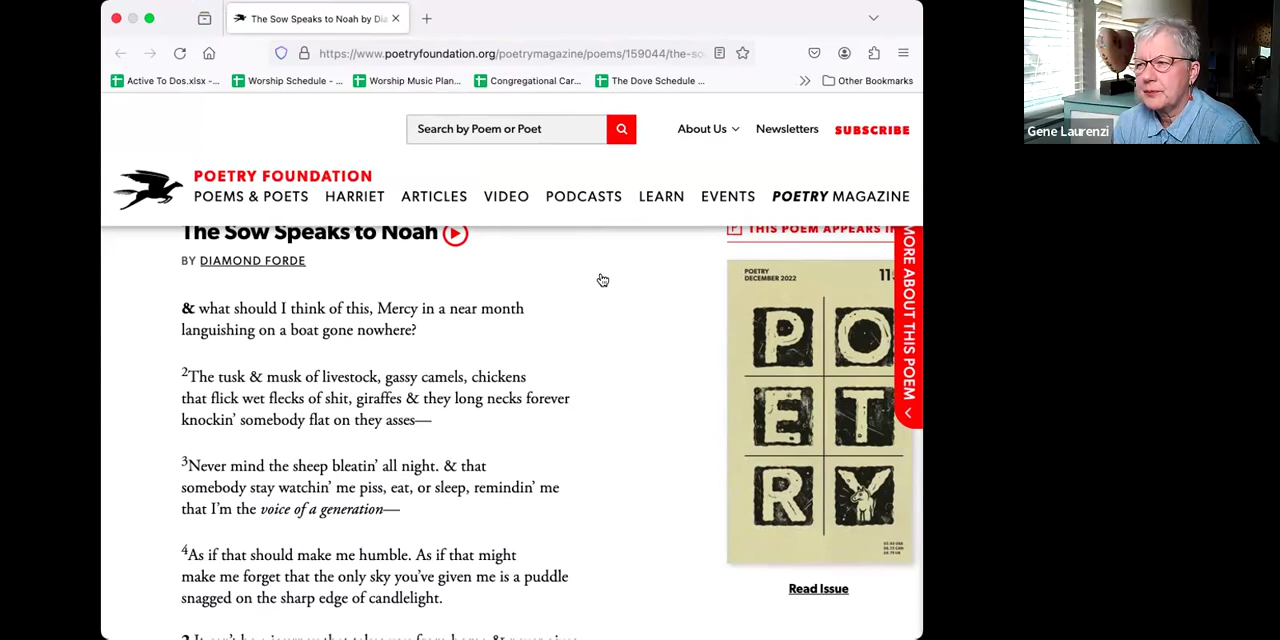 The Sow Speaks to Noah by Dia
https://www.poetryfoundation.org/poetrymagazine/poems/159044/the-so
Active To Dos.xlsx -...
Worship Schedule -
Worship Music Plan...
Congregational Car...
The Dove Schedule ...
Other Bookmarks
Search by Poem or Poet
About Us
Newsletters
SUBSCRIBE
POETRY FOUNDATION
POEMS & POETS
HARRIET
ARTICLES
VIDEO
PODCASTS
LEARN
EVENTS
POETRY MAGAZINE
The Sow Speaks to Noah
BY DIAMOND FORDE
& what should I think of this, Mercy in a near month
languishing on a boat gone nowhere?
2The tusk & musk of livestock, gassy camels, chickens
that flick wet flecks of shit, giraffes & they long necks forever
knockin’ somebody flat on they asses—
3Never mind the sheep bleatin’ all night. & that
somebody stay watchin’ me piss, eat, or sleep, remindin’ me
that I’m the voice of a generation—
4As if that should make me humble. As if that might
make me forget that the only sky you’ve given me is a puddle
snagged on the sharp edge of candlelight.
THIS POEM APPEARS IN
POETRY
DECEMBER 2022
11
P O
E T
R Y
Read Issue
MORE ABOUT THIS POEM
Gene Laurenzi